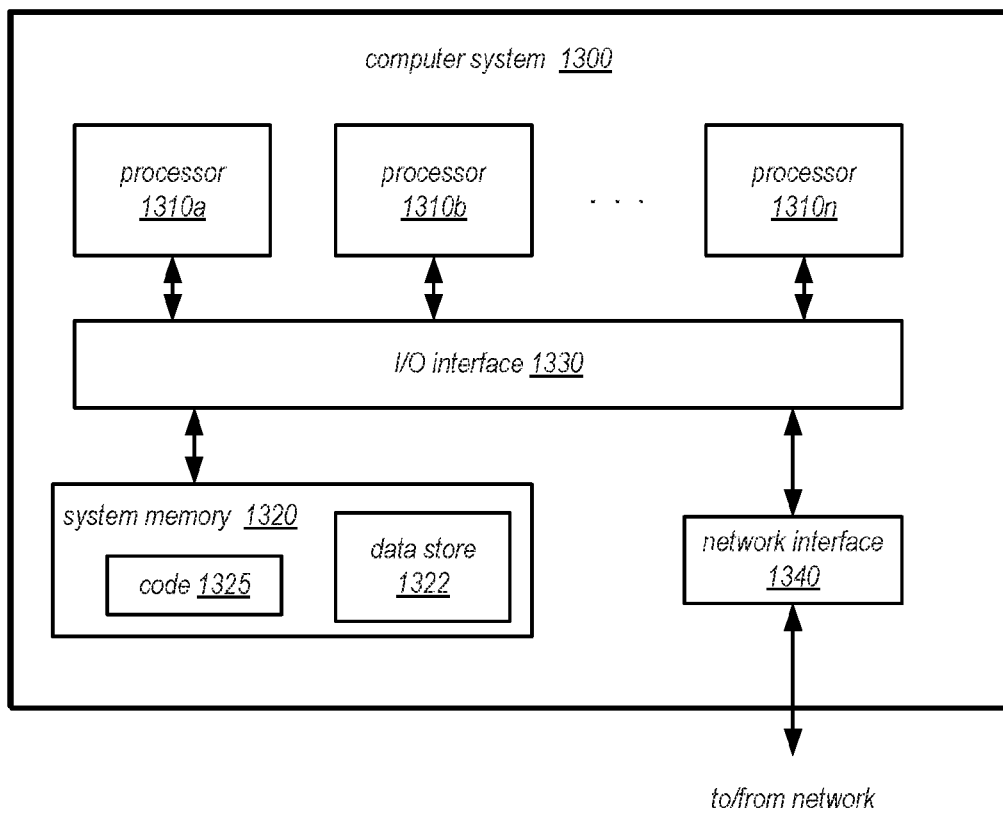 computer system 1300
processor
1310a
processor
1310b
. . .
processor
1310n
I/O interface 1330
system memory 1320
code 1325
data store
1322
network interface
1340
to/from network